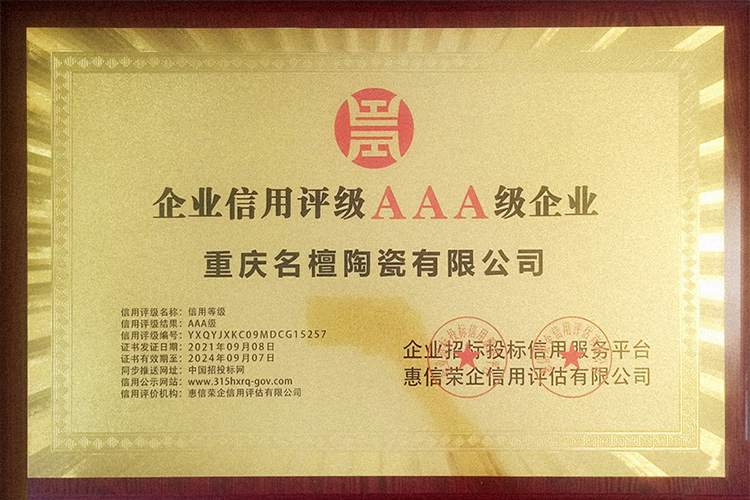 企业信用评级AAA级企业
重庆名檀陶瓷有限公司
信用评级名称：信用等级
信用评级结果：AAA级
信用评级编号：YXQYJXKC09MDCG15257
证书发证日期：2021年09月08日
证书有效期至：2024年09月07日
同步推送网址：中国招投标网
信用公示网站：www.315hxrq-gov.com
信用评价机构：惠信荣企信用评估有限公司
企业招标投标信用服务平台
惠信荣企信用评估有限公司